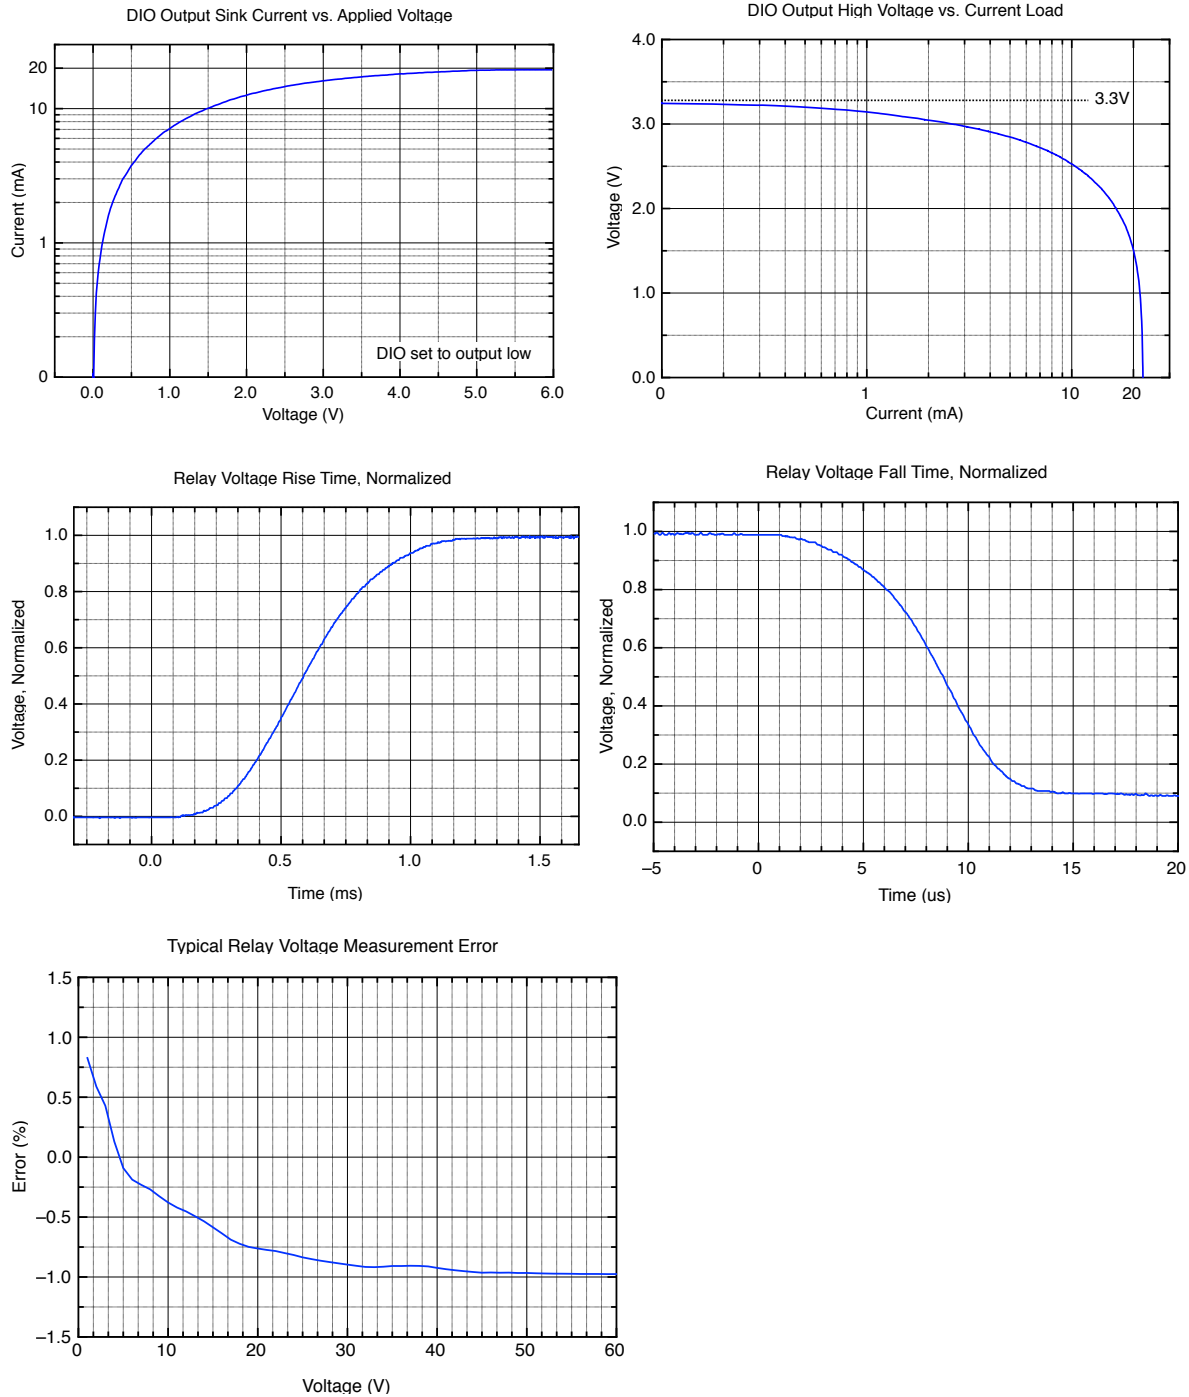 DIO Output Sink Current vs. Applied Voltage
20
10
1
0
Current (mA)
DIO set to output low
0.0 1.0 2.0 3.0 4.0 5.0 6.0
Voltage (V)
DIO Output High Voltage vs. Current Load
4.0
3.3V
3.0
2.0
1.0
0.0
Voltage (V)
0 1 10 20
Current (mA)
Relay Voltage Rise Time, Normalized
1.0
0.8
0.6
0.4
0.2
0.0
Voltage, Normalized
0.0 0.5 1.0 1.5
Time (ms)
Relay Voltage Fall Time, Normalized
1.0
0.8
0.6
0.4
0.2
0.0
Voltage, Normalized
–5 0 5 10 15 20
Time (us)
Typical Relay Voltage Measurement Error
1.5
1.0
0.5
0.0
–0.5
–1.0
–1.5
Error (%)
0 10 20 30 40 50 60
Voltage (V)